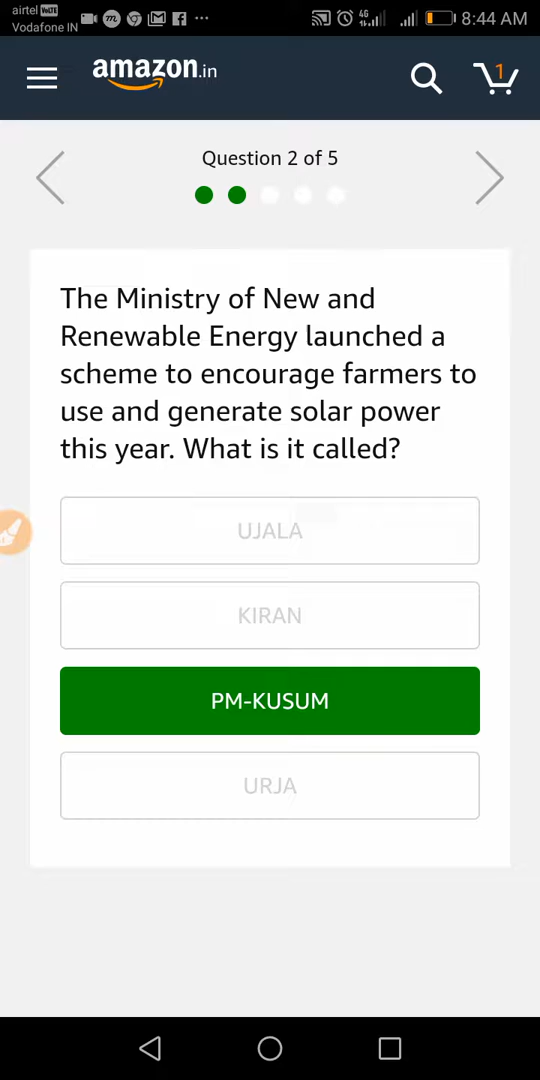 airtel VoLTE
Vodafone IN
4G
8:44 AM
amazon.in
1
Question 2 of 5
The Ministry of New and
Renewable Energy launched a
scheme to encourage farmers to
use and generate solar power
this year. What is it called?
UJALA
KIRAN
PM-KUSUM
URJA